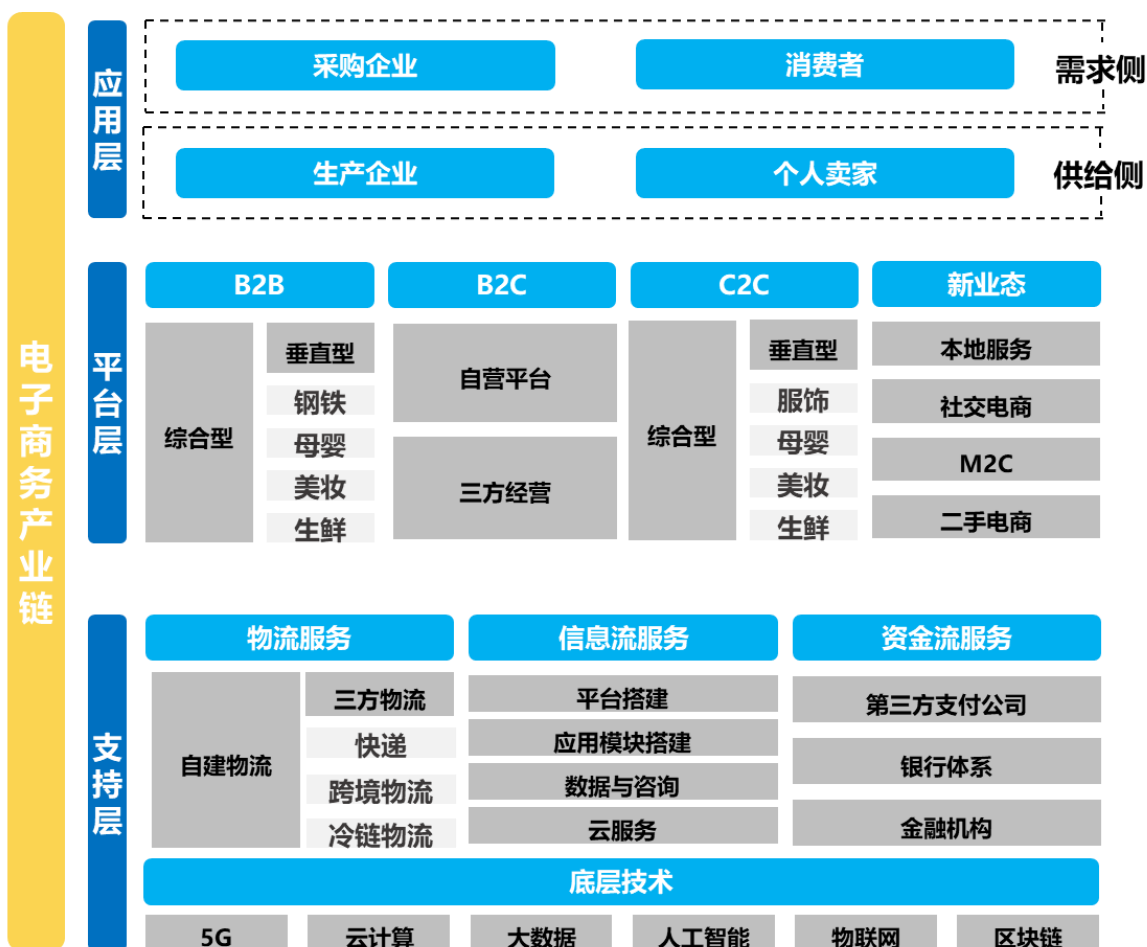 电子商务产业链
应用层
采购企业
消费者
需求侧
生产企业
个人卖家
供给侧
平台层
B2B
B2C
C2C
新业态
综合型
垂直型
钢铁
母婴
美妆
生鲜
自营平台
三方经营
综合型
垂直型
服饰
母婴
美妆
生鲜
本地服务
社交电商
M2C
二手电商
支持层
物流服务
信息流服务
资金流服务
自建物流
三方物流
快递
跨境物流
冷链物流
平台搭建
应用模块搭建
数据与咨询
云服务
第三方支付公司
银行体系
金融机构
底层技术
5G
云计算
大数据
人工智能
物联网
区块链